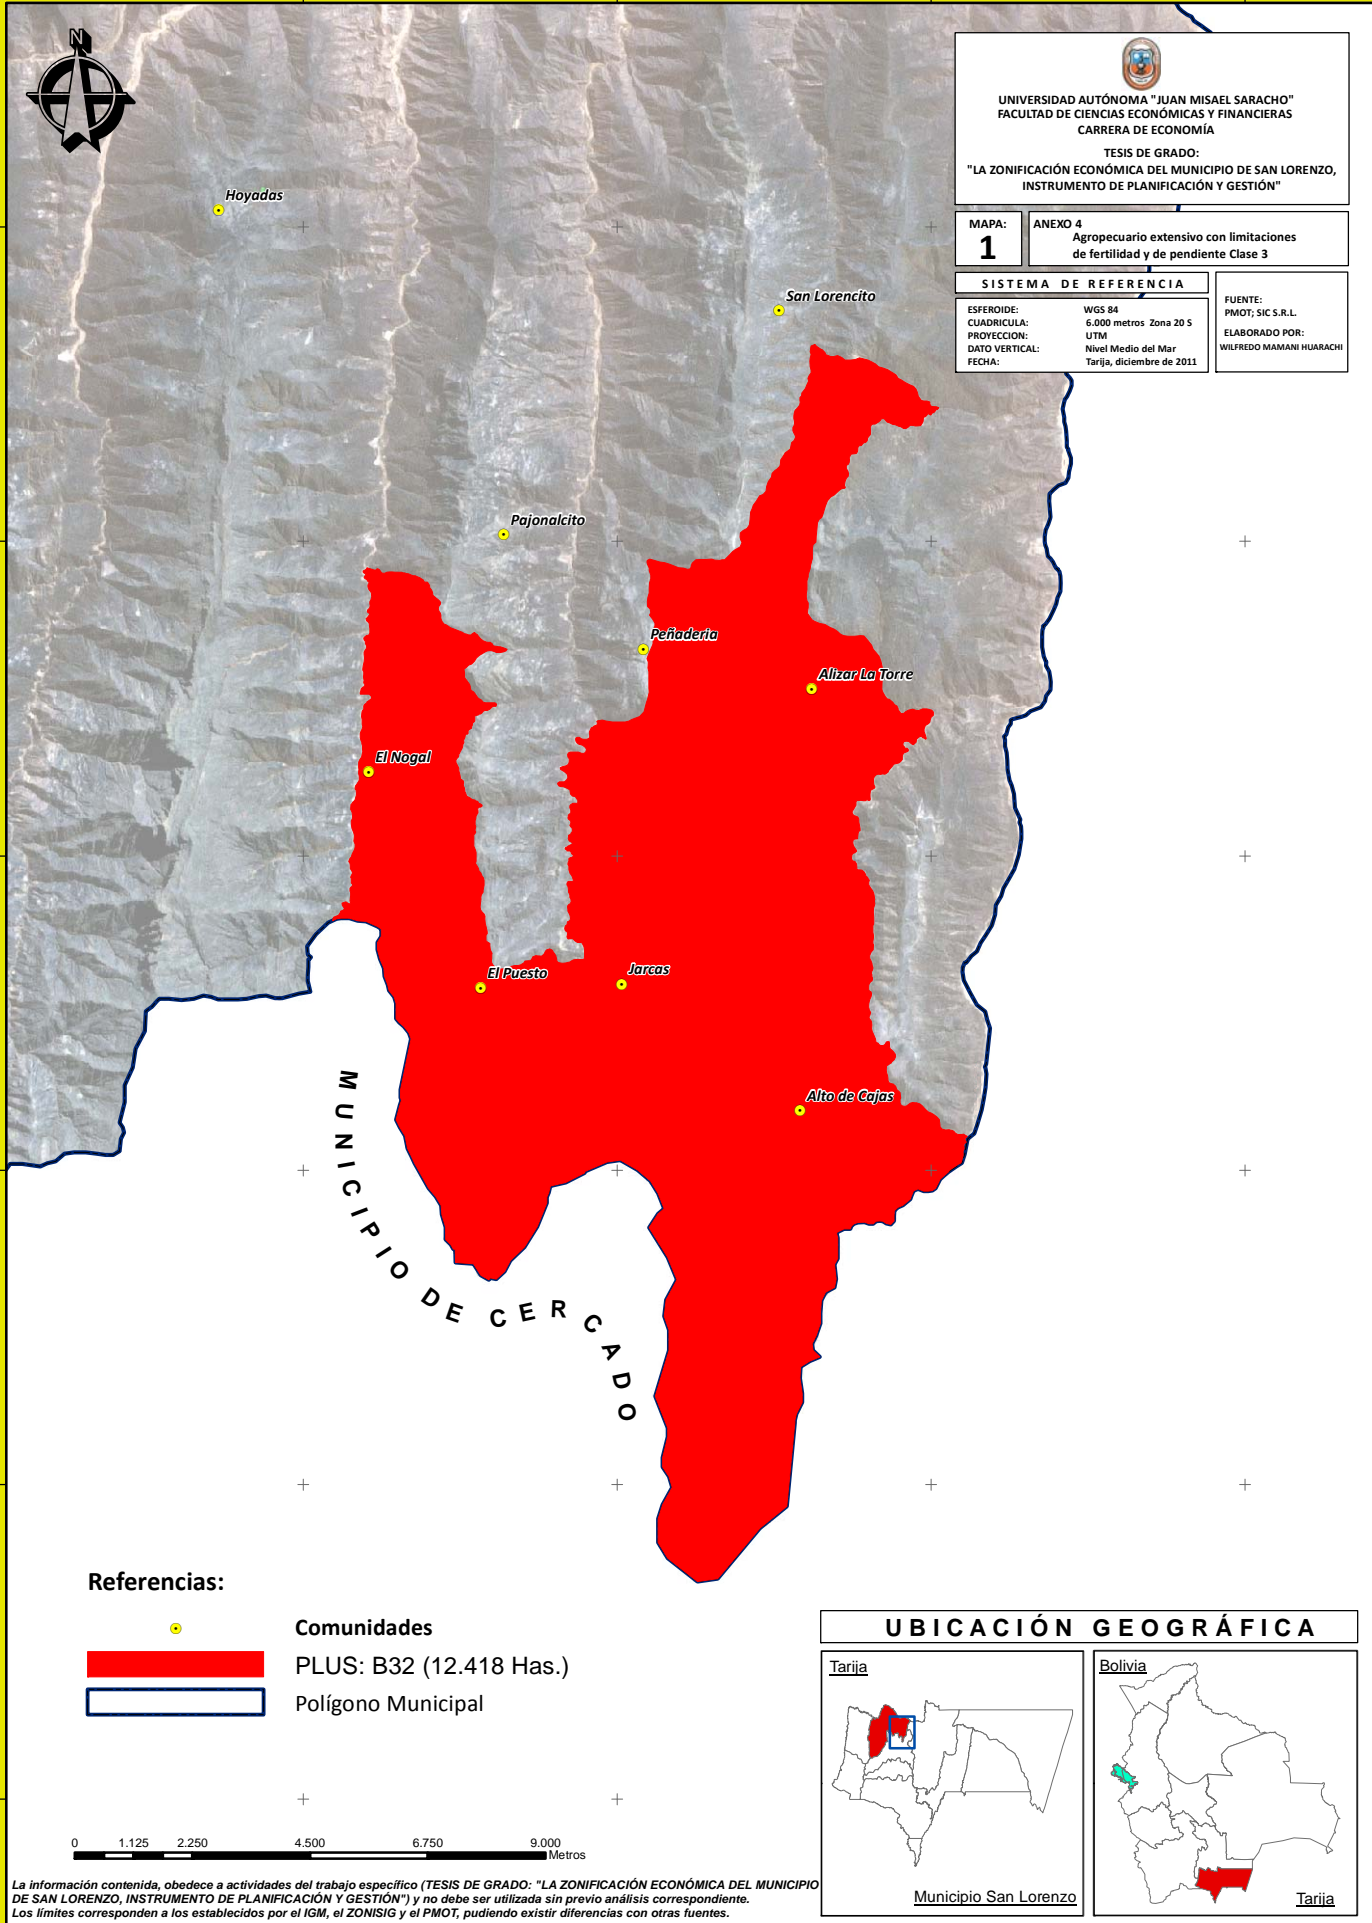 N
UNIVERSIDAD AUTÓNOMA "JUAN MISAEL SARACHO"
FACULTAD DE CIENCIAS ECONÓMICAS Y FINANCIERAS
CARRERA DE ECONOMÍA
TESIS DE GRADO:
"LA ZONIFICACIÓN ECONÓMICA DEL MUNICIPIO DE SAN LORENZO,
INSTRUMENTO DE PLANIFICACIÓN Y GESTIÓN"
MAPA:
1
ANEXO 4
Agropecuario extensivo con limitaciones
de fertilidad y de pendiente Clase 3
SISTEMA DE REFERENCIA
ESFEROIDE: WGS 84
CUADRICULA: 6.000 metros Zona 20 S
PROYECCION: UTM
DATO VERTICAL: Nivel Medio del Mar
FECHA: Tarija, diciembre de 2011
FUENTE:
PMOT; SIC S.R.L.
ELABORADO POR:
WILFREDO MAMANI HUARACHI
Hoyadas
San Lorencito
Pajonalcito
Peñaderia
Alizar La Torre
El Nogal
El Puesto
Jarcas
Alto de Cajas
MUNICIPIO DE CERCADO
Referencias:
Comunidades
PLUS: B32 (12.418 Has.)
Polígono Municipal
0 1.125 2.250 4.500 6.750 9.000
Metros
La información contenida, obedece a actividades del trabajo específico (TESIS DE GRADO: "LA ZONIFICACIÓN ECONÓMICA DEL MUNICIPIO
DE SAN LORENZO, INSTRUMENTO DE PLANIFICACIÓN Y GESTIÓN") y no debe ser utilizada sin previo análisis correspondiente.
Los límites corresponden a los establecidos por el IGM, el ZONISIG y el PMOT, pudiendo existir diferencias con otras fuentes.
UBICACIÓN GEOGRÁFICA
Tarija
Municipio San Lorenzo
Bolivia
Tarija